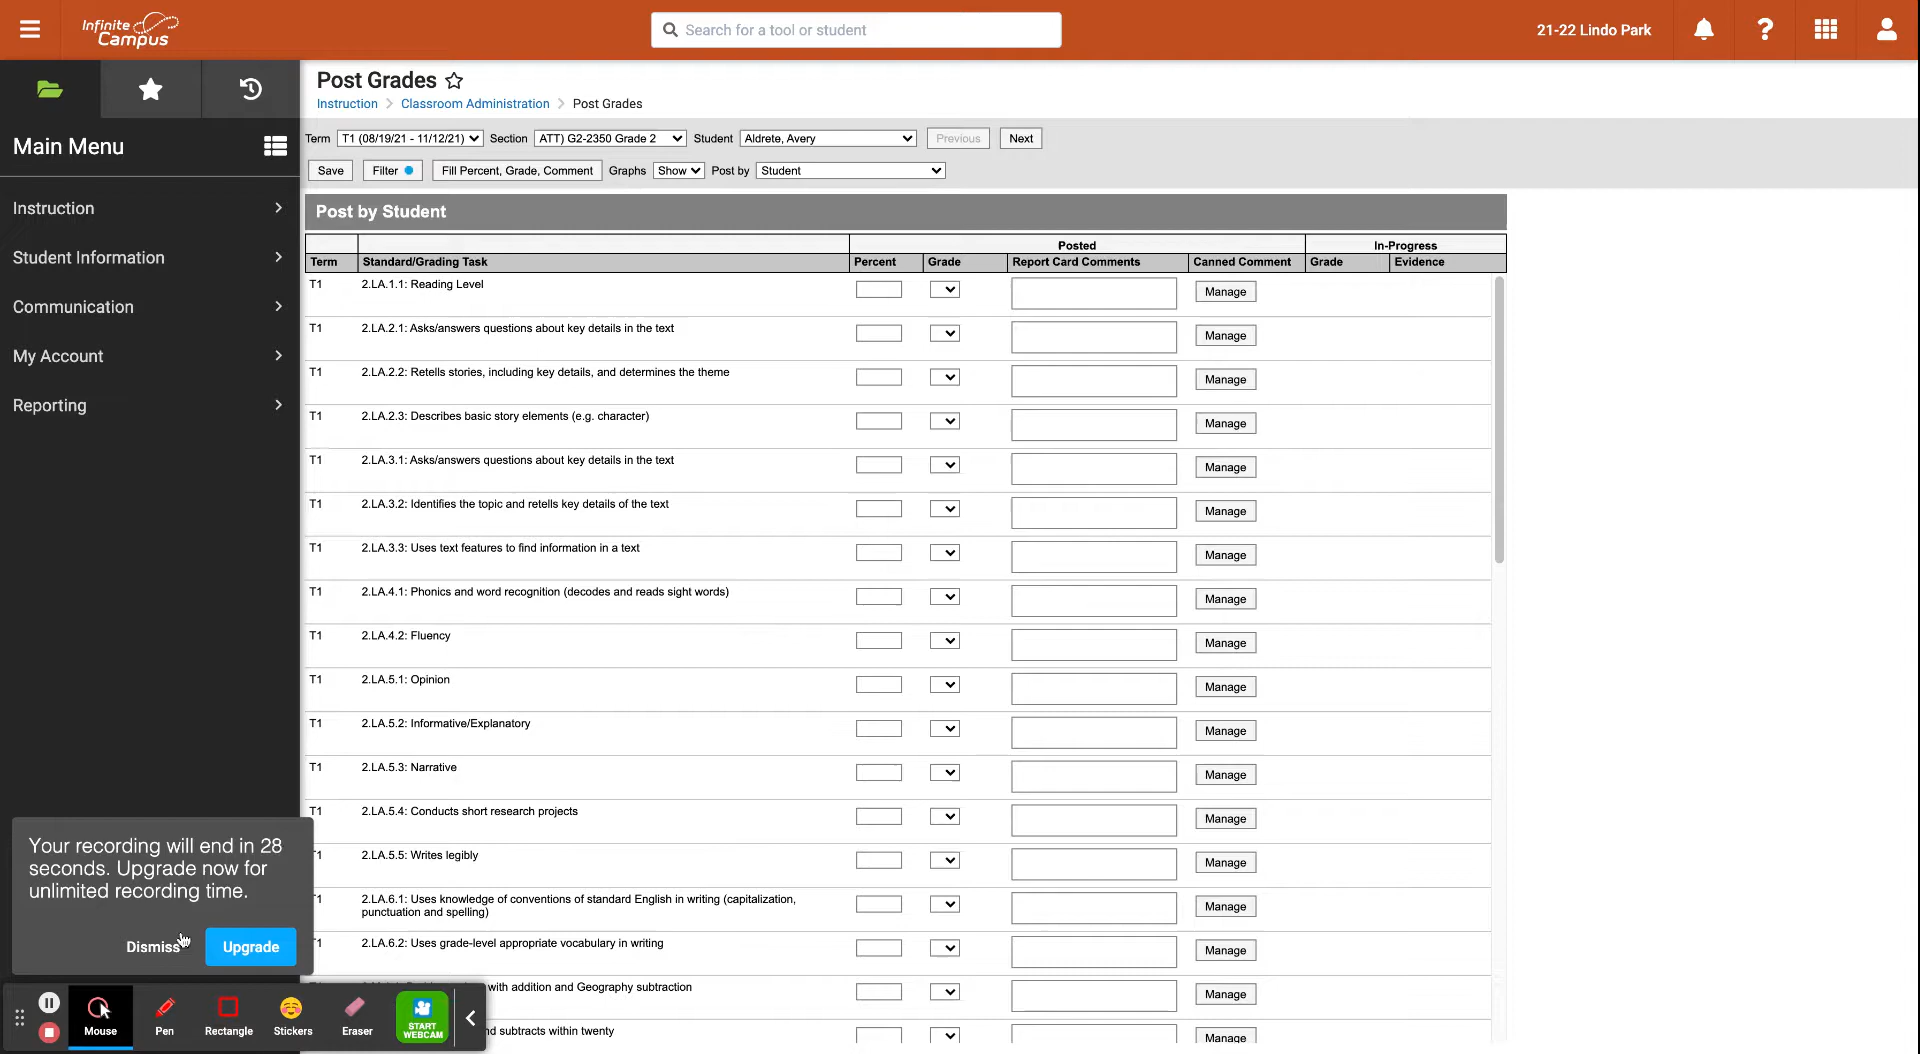 Infinite Campus
Search for a tool or student
21-22 Lindo Park
Main Menu
Instruction
Student Information
Communication
My Account
Reporting
Post Grades
Instruction > Classroom Administration > Post Grades
Term T1 (08/19/21 - 11/12/21) Section ATT) G2-2350 Grade 2 Student Aldrete, Avery Previous Next
Save Filter Fill Percent, Grade, Comment Graphs Show Post by Student
Post by Student
Posted In-Progress
Term Standard/Grading Task Percent Grade Report Card Comments Canned Comment Grade Evidence
T1 2.LA.1.1: Reading Level Manage
T1 2.LA.2.1: Asks/answers questions about key details in the text Manage
T1 2.LA.2.2: Retells stories, including key details, and determines the theme Manage
T1 2.LA.2.3: Describes basic story elements (e.g. character) Manage
T1 2.LA.3.1: Asks/answers questions about key details in the text Manage
T1 2.LA.3.2: Identifies the topic and retells key details of the text Manage
T1 2.LA.3.3: Uses text features to find information in a text Manage
T1 2.LA.4.1: Phonics and word recognition (decodes and reads sight words) Manage
T1 2.LA.4.2: Fluency Manage
T1 2.LA.5.1: Opinion Manage
T1 2.LA.5.2: Informative/Explanatory Manage
T1 2.LA.5.3: Narrative Manage
T1 2.LA.5.4: Conducts short research projects Manage
2.LA.5.5: Writes legibly Manage
2.LA.6.1: Uses knowledge of conventions of standard English in writing (capitalization,
punctuation and spelling) Manage
2.LA.6.2: Uses grade-level appropriate vocabulary in writing Manage
with addition and Geography subtraction Manage
subtracts within twenty Manage
Your recording will end in 28
seconds. Upgrade now for
unlimited recording time.
Dismiss Upgrade
Mouse Pen Rectangle Stickers Eraser START
WEBCAM